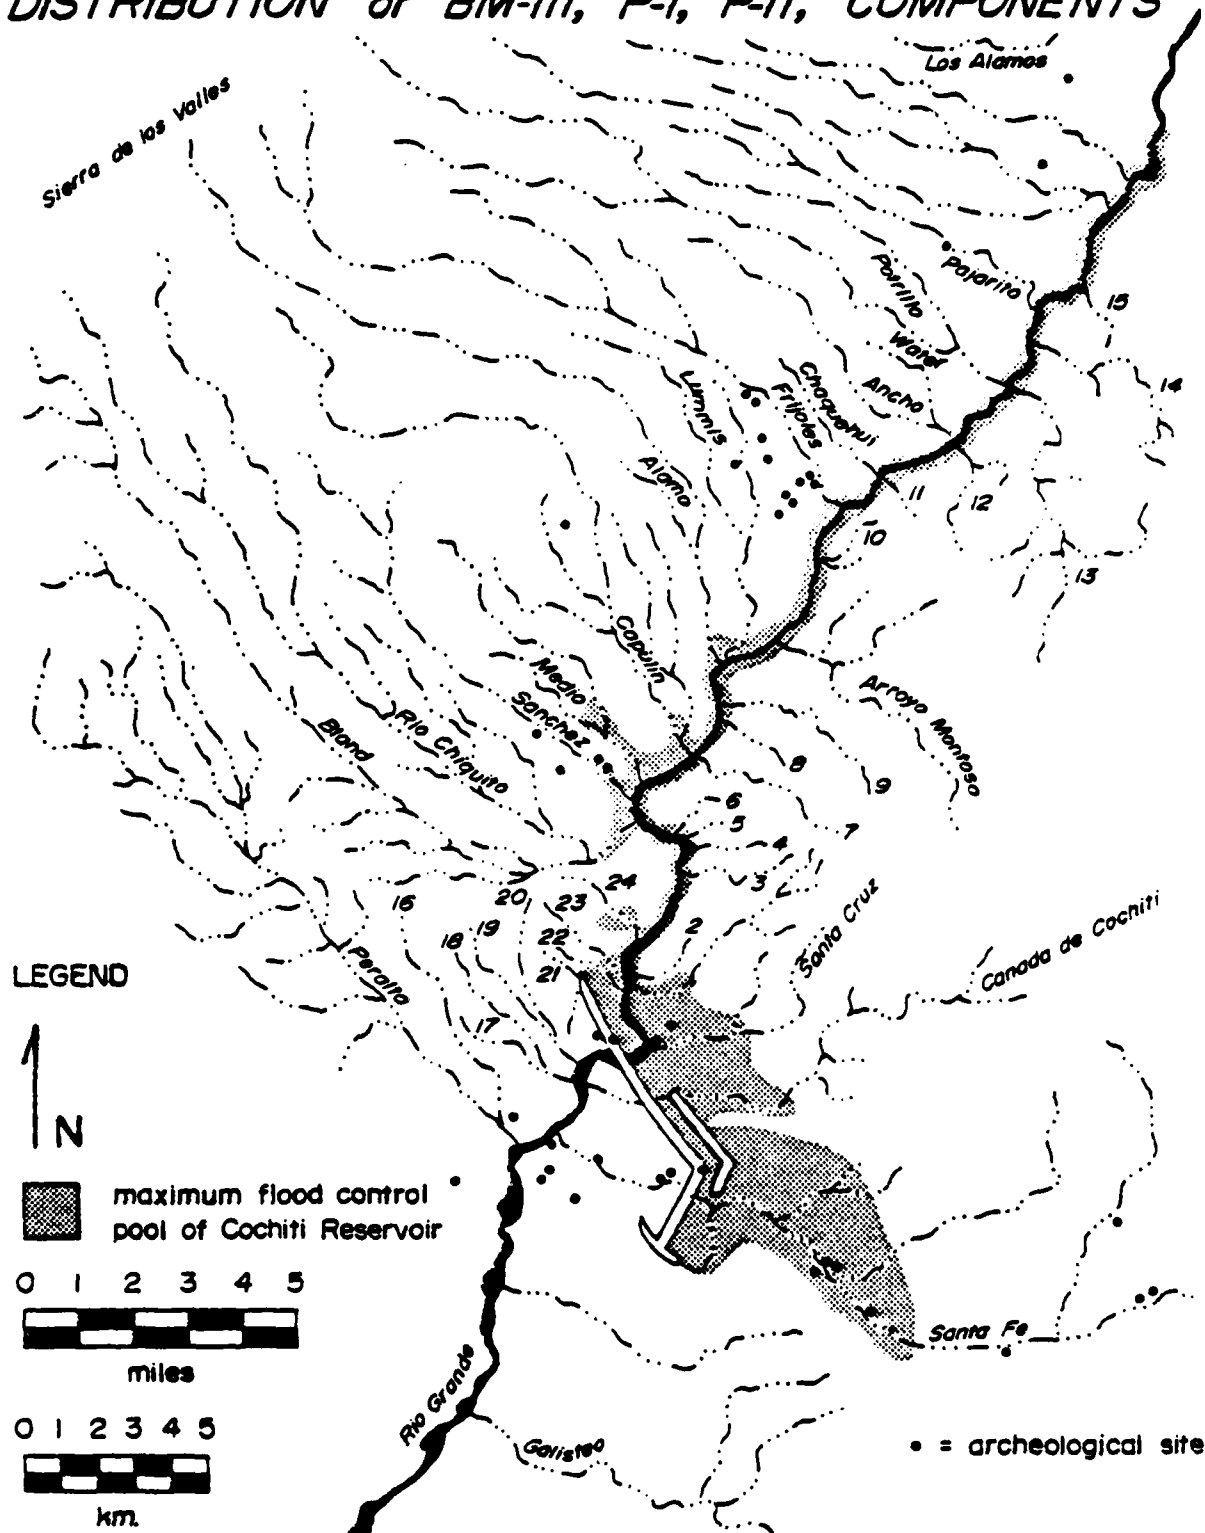 DISTRIBUTION of BM-III, P-I, P-II, COMPONENTS
Los Alamos
Sierra de los Valles
Pajarito
Potrillo
15
Water
14
Ancho
Chaquehui
Frijoles
Lummis
Alamo
11
12
10
13
Capulin
Medio
Sanchez
Arroyo Montoso
Rio Chiquito
Bland
8
9
6
5
7
4
3
24
20
23
16
19
18
22
2
Santa Cruz
Canada de Cochiti
21
Peralta
17
LEGEND
N
maximum flood control
pool of Cochiti Reservoir
0 1 2 3 4 5
miles
Santa Fe
Rio Grande
0 1 2 3 4 5
km.
Galisteo
• = archeological site